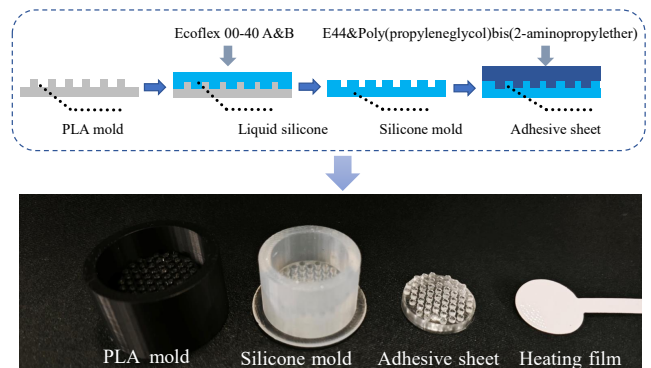 Ecoflex 00-40 A&B
E44&Poly(propyleneglycol)bis(2-aminopropylether)
PLA mold
Liquid silicone
Silicone mold
Adhesive sheet
PLA mold
Silicone mold
Adhesive sheet
Heating film